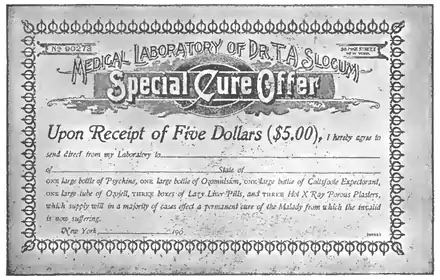 No 90273
98 PINE STREET
NEW YORK
MEDICAL LABORATORY OF DR. T. A. SLOCUM
Special Cure Offer
Upon Receipt of Five Dollars ($5.00), I hereby agree to
send direct from my Laboratory to
of State of
ONE large bottle of Psychine, ONE large bottle of Ozomulsion, ONE large bottle of Coltsfoote Expectorant,
ONE large tube of Ozojell, THREE boxes of Lazy Liver Pills, and THREE Hot X Ray Porous Plasters,
which supply will in a majority of cases effect a permanent cure of the Malady from which the invalid
is now suffering.
New York 190